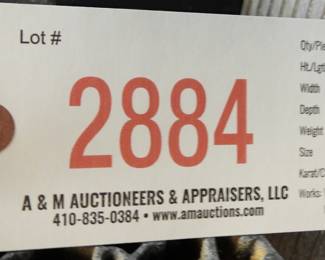 Lot #
2884
A & M AUCTIONEERS & APPRAISERS, LLC
410-835-0384 • www.amauctions.com
Qty/Pie
Ht./Lgt
Width
Depth
Weight
Size
Karat/C
Works: